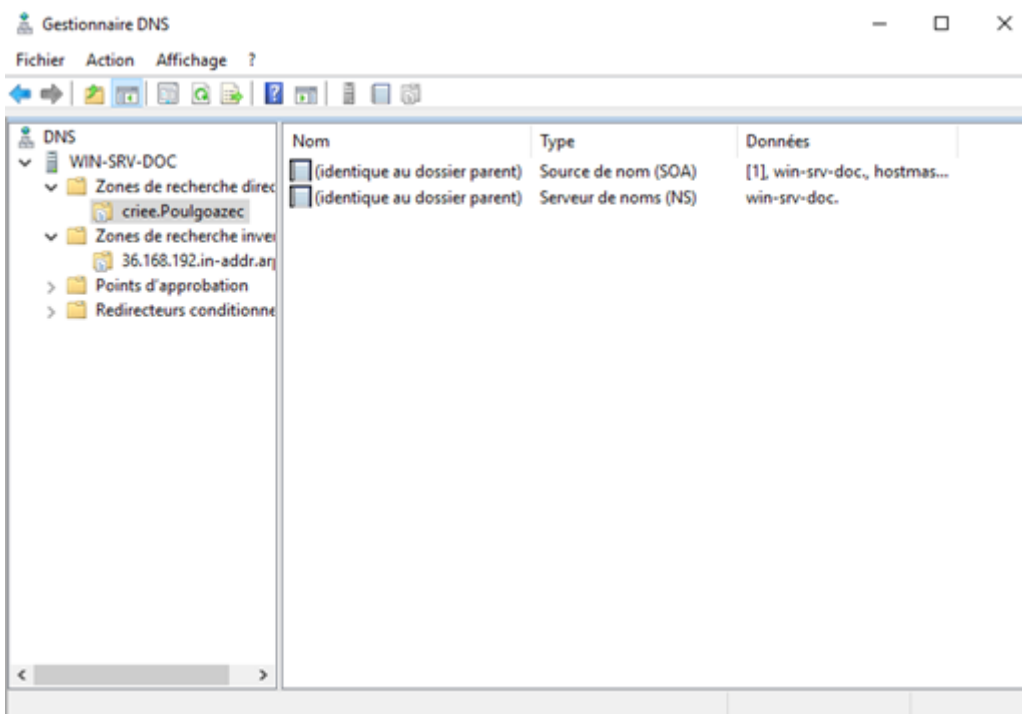 Gestionnaire DNS
Fichier Action Affichage ?
DNS
WIN-SRV-DOC
Zones de recherche direc
criee.Poulgoazec
Zones de recherche inver
36.168.192.in-addr.arp
Points d'approbation
Redirecteurs conditionne
Nom Type Données
(identique au dossier parent) Source de nom (SOA) [1], win-srv-doc., hostmas...
(identique au dossier parent) Serveur de noms (NS) win-srv-doc.